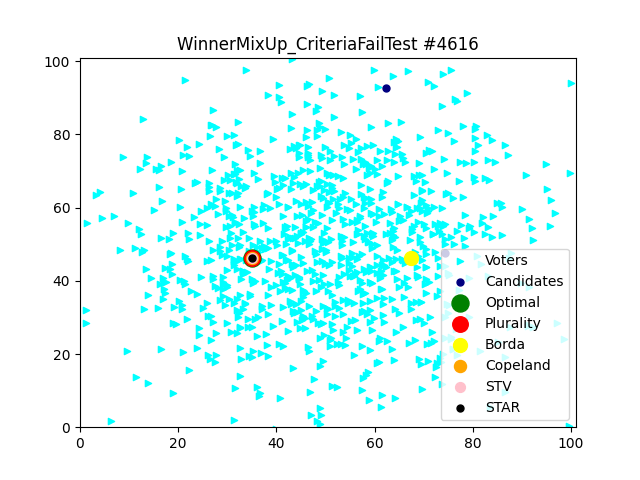 WinnerMixUp_CriteriaFailTest #4616
100
80
60
40
20
0
0 20 40 60 80 100
Voters
Candidates
Optimal
Plurality
Borda
Copeland
STV
STAR